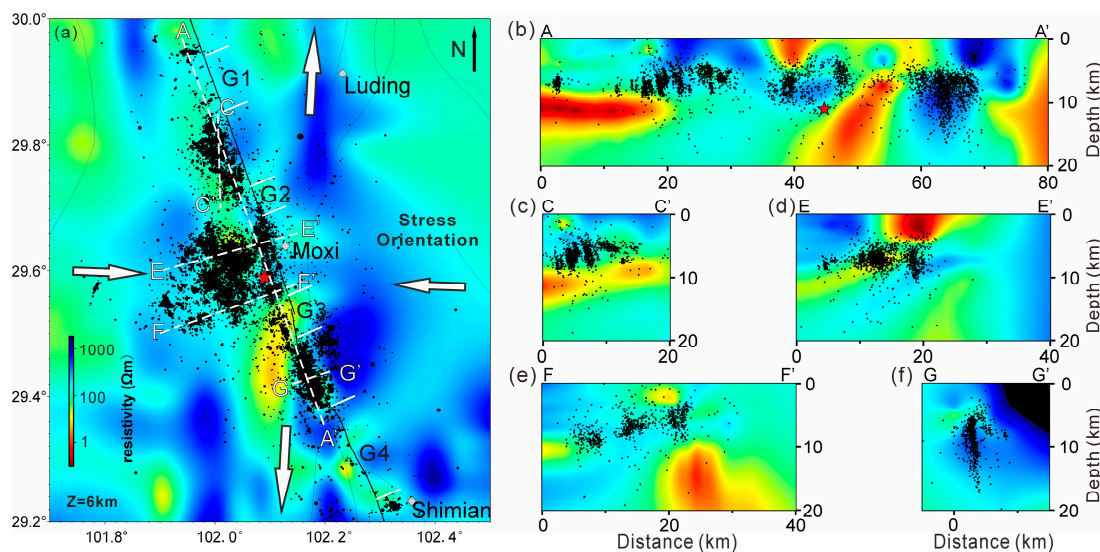 (a)
30.0°
29.8°
29.6°
29.4°
29.2°
101.8°
102.0°
102.2°
102.4°
A
G1
C
C'
G2
E'
E
Moxi
F'
F
G3
G
G'
A'
G4
Luding
N
Stress
Orientation
Shimian
1000
100
1
resistivity (Ωm)
Z=6km
(b)
A
A'
0
10
20
Depth (km)
0
20
40
60
80
(c)
C
C'
0
10
20
0
20
(d)
E
E'
0
10
20
Depth (km)
0
20
40
(e)
F
F'
0
10
20
0
20
40
Distance (km)
(f)
G
G'
0
10
20
Depth (km)
0
Distance (km)